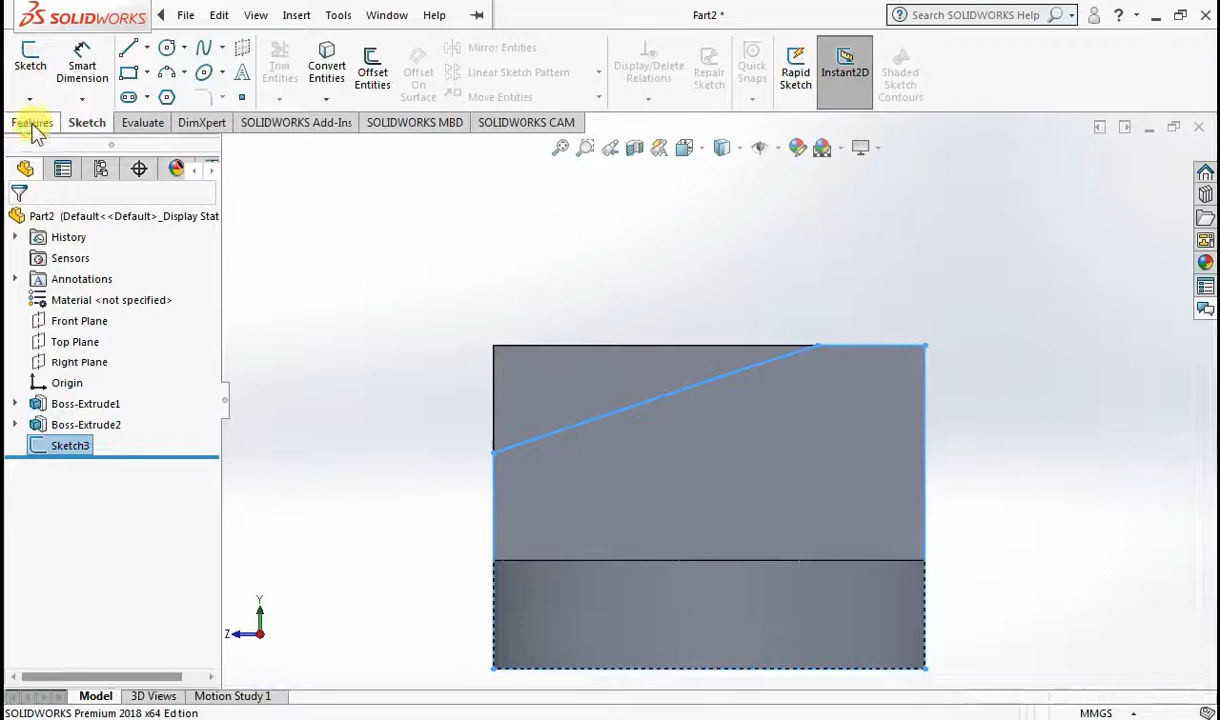 SOLIDWORKS File Edit View Insert Tools Window Help Part2 * Search SOLIDWORKS Help ?
Sketch Smart Dimension Trim Entities Convert Entities Offset Entities Offset On Surface Mirror Entities Linear Sketch Pattern Move Entities Display/Delete Relations Repair Sketch Quick Snaps Rapid Sketch Instant2D Shaded Sketch Contours
Features Sketch Evaluate DimXpert SOLIDWORKS Add-Ins SOLIDWORKS MBD SOLIDWORKS CAM
Part2 (Default<<Default>_Display Stat
History
Sensors
Annotations
Material <not specified>
Front Plane
Top Plane
Right Plane
Origin
Boss-Extrude1
Boss-Extrude2
Sketch3
Y
Z
Model 3D Views Motion Study 1
SOLIDWORKS Premium 2018 x64 Edition MMGS